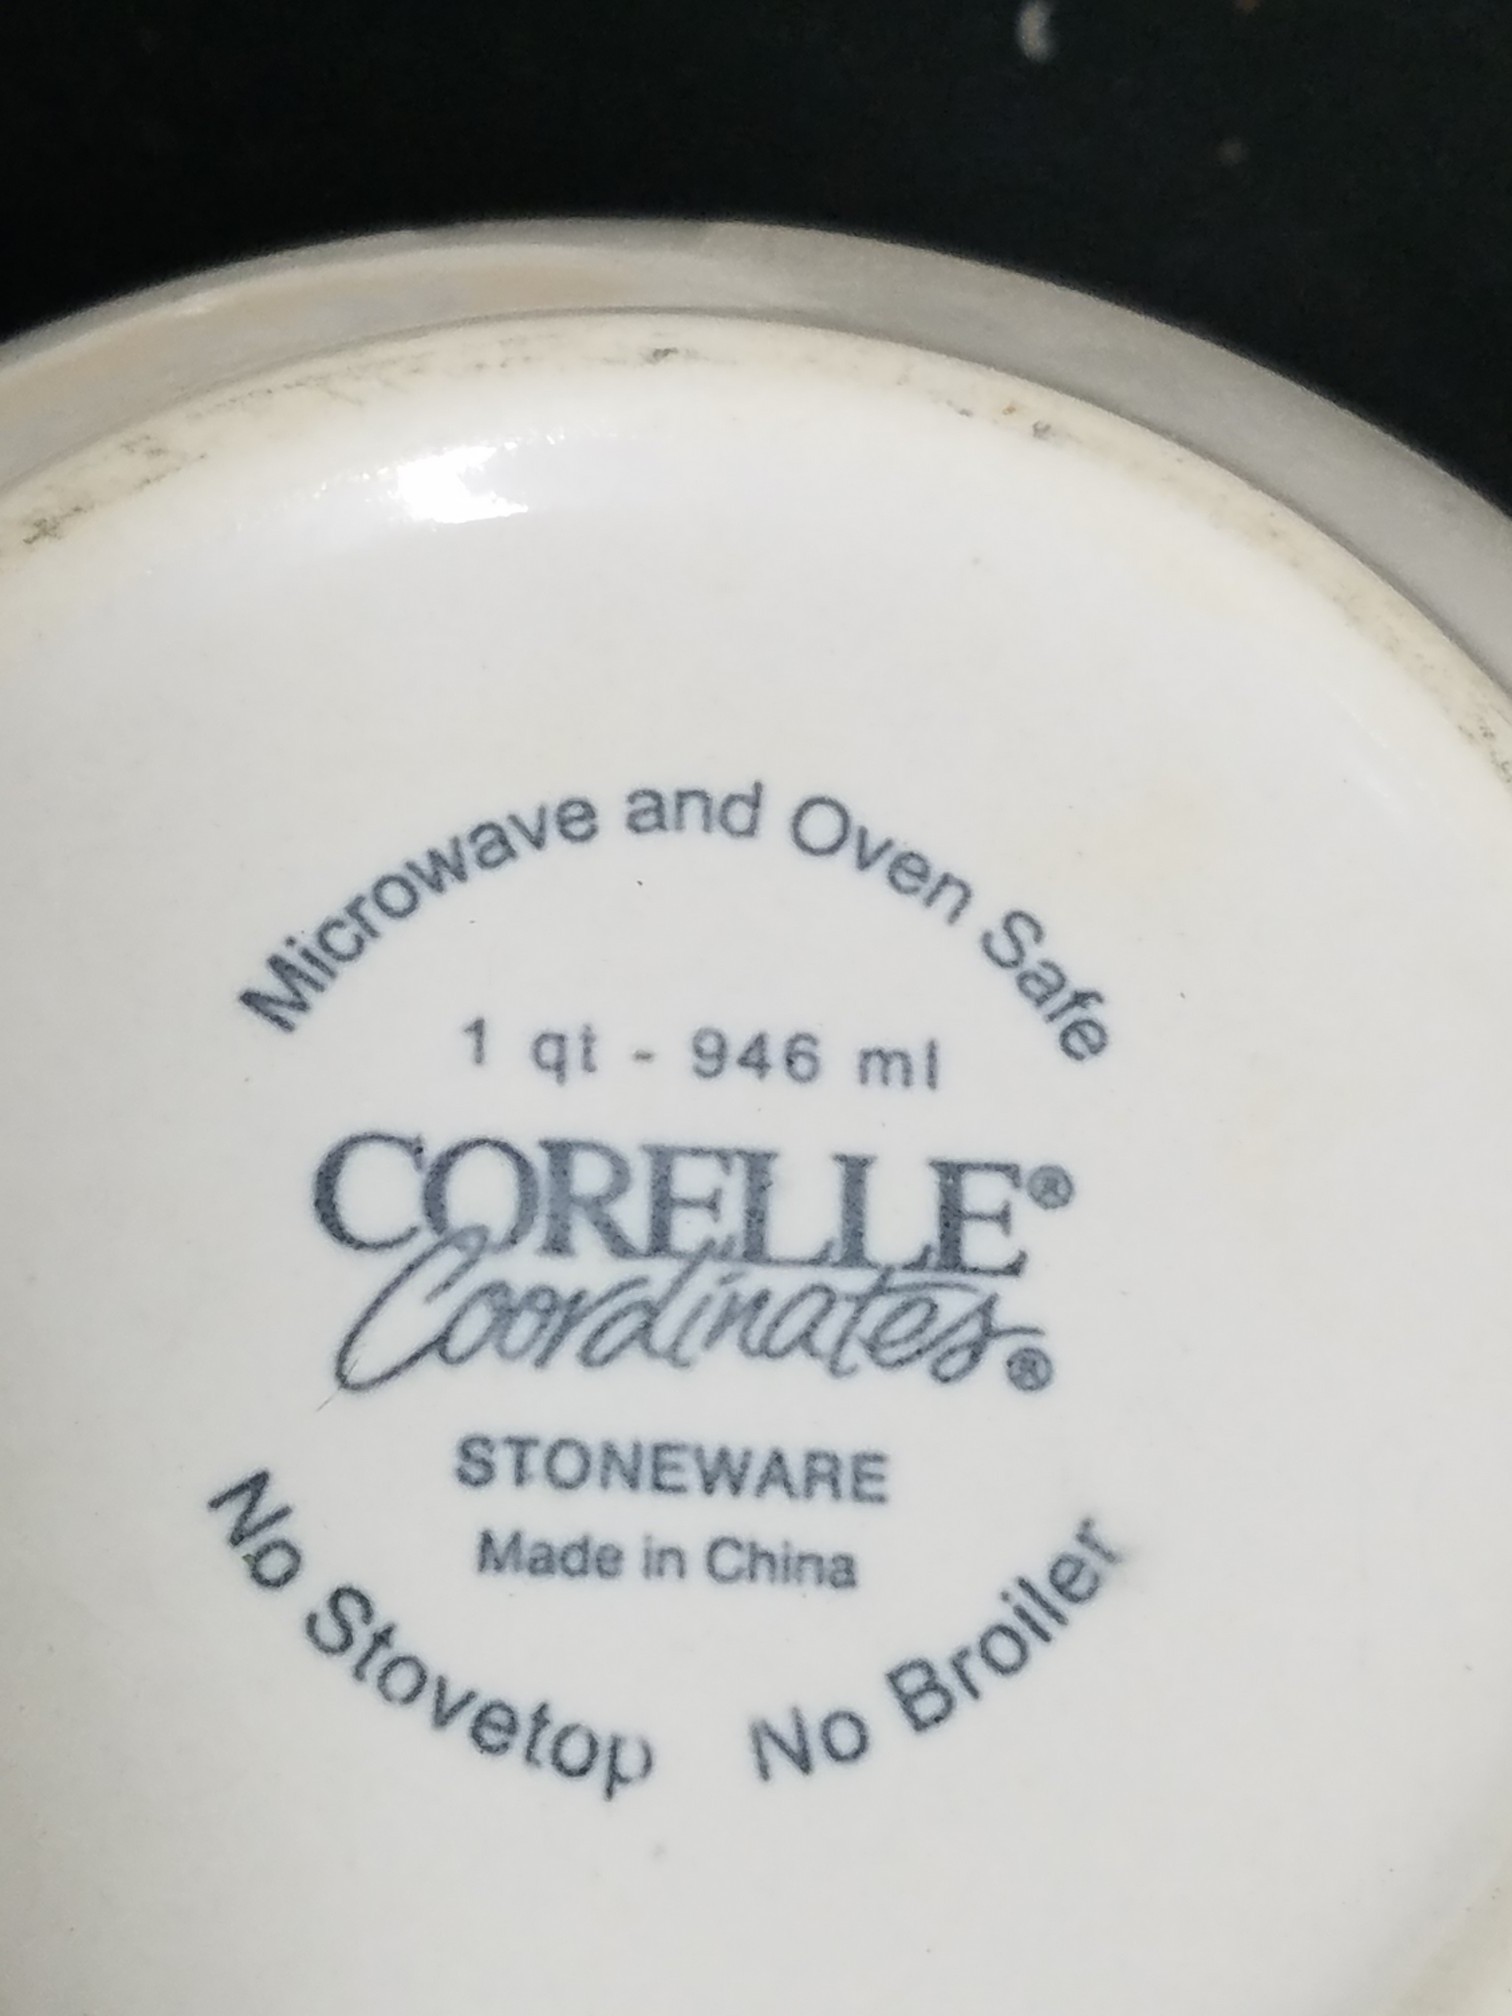 Microwave and Oven Safe
1 qt - 946 ml
CORELLE®
Coordinates®
STONEWARE
Made in China
No Stovetop No Broiler